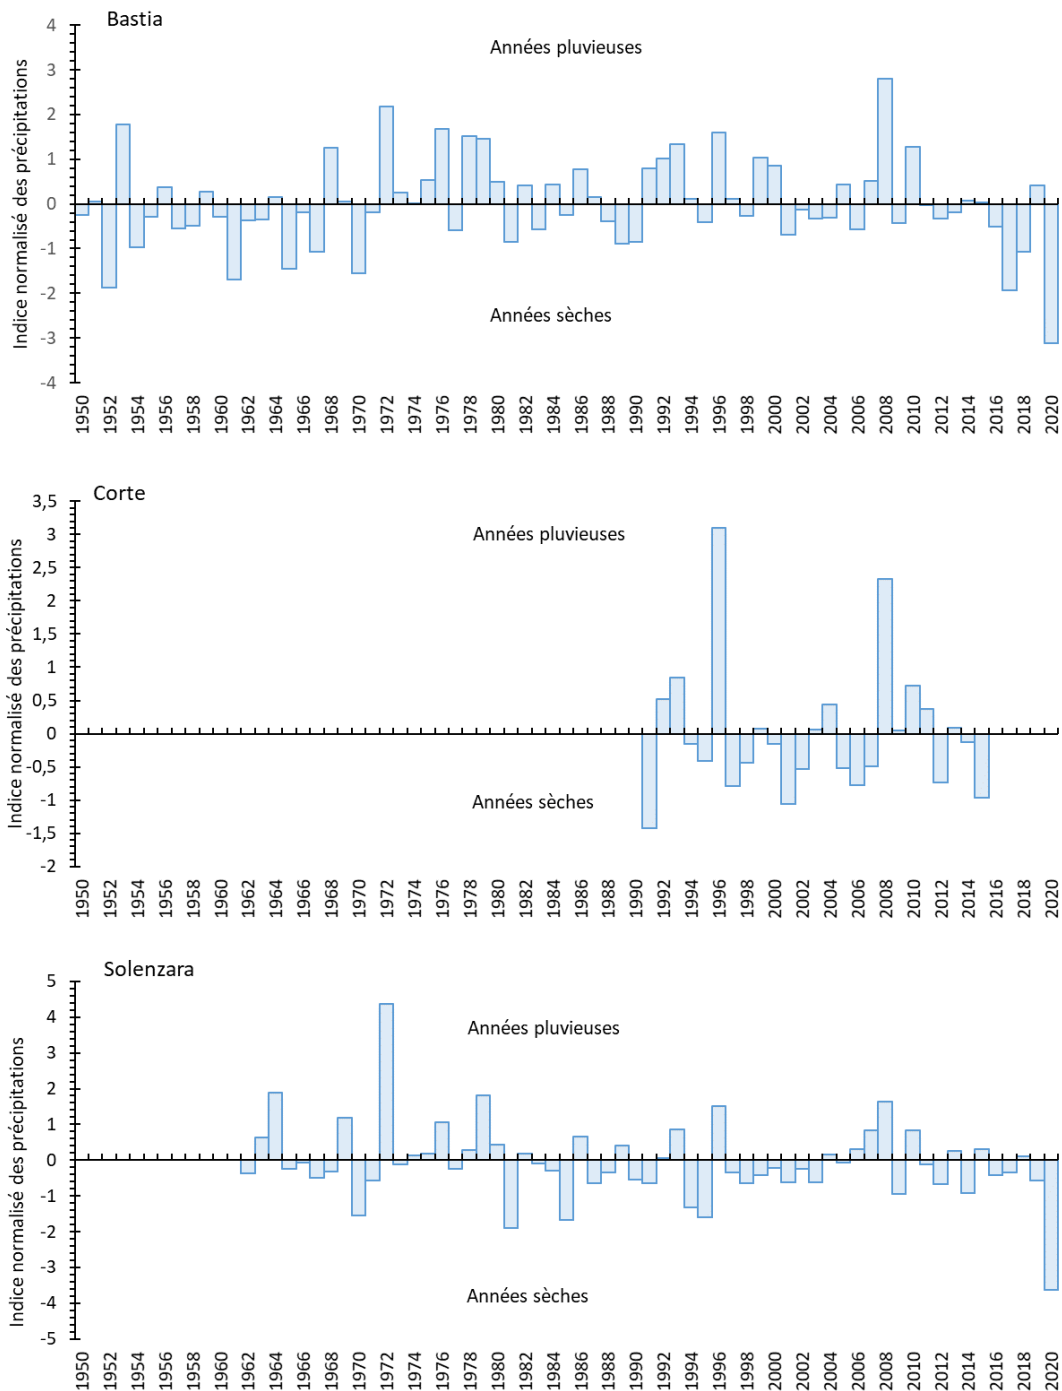 Bastia
Années pluvieuses
Indice normalisé des précipitations
4
3
2
1
0
-1
-2
-3
-4
Années sèches
1950 1952 1954 1956 1958 1960 1962 1964 1966 1968 1970 1972 1974 1976 1978 1980 1982 1984 1986 1988 1990 1992 1994 1996 1998 2000 2002 2004 2006 2008 2010 2012 2014 2016 2018 2020
Corte
Années pluvieuses
Indice normalisé des précipitations
3,5
3
2,5
2
1,5
1
0,5
0
-0,5
-1
-1,5
-2
Années sèches
1950 1952 1954 1956 1958 1960 1962 1964 1966 1968 1970 1972 1974 1976 1978 1980 1982 1984 1986 1988 1990 1992 1994 1996 1998 2000 2002 2004 2006 2008 2010 2012 2014 2016 2018 2020
Solenzara
Années pluvieuses
Indice normalisé des précipitations
5
4
3
2
1
0
-1
-2
-3
-4
-5
Années sèches
1950 1952 1954 1956 1958 1960 1962 1964 1966 1968 1970 1972 1974 1976 1978 1980 1982 1984 1986 1988 1990 1992 1994 1996 1998 2000 2002 2004 2006 2008 2010 2012 2014 2016 2018 2020